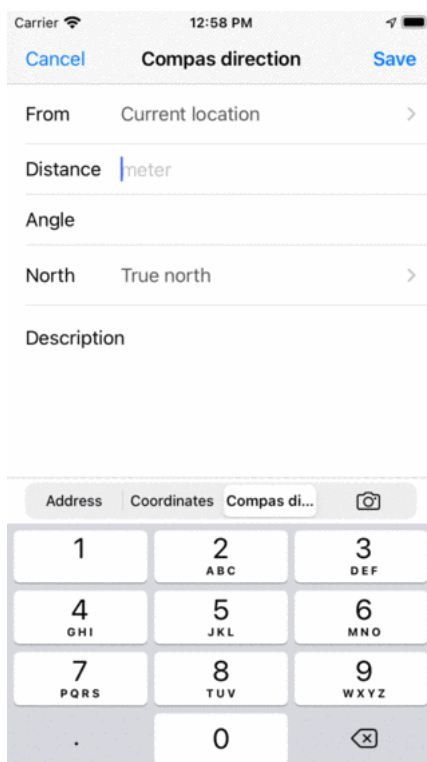 Carrier 12:58 PM
Cancel Compas direction Save
From Current location
Distance meter
Angle
North True north
Description
Address Coordinates Compas di...
1 2 3
ABC DEF
4 5 6
GHI JKL MNO
7 8 9
PQRS TUV WXYZ
. 0